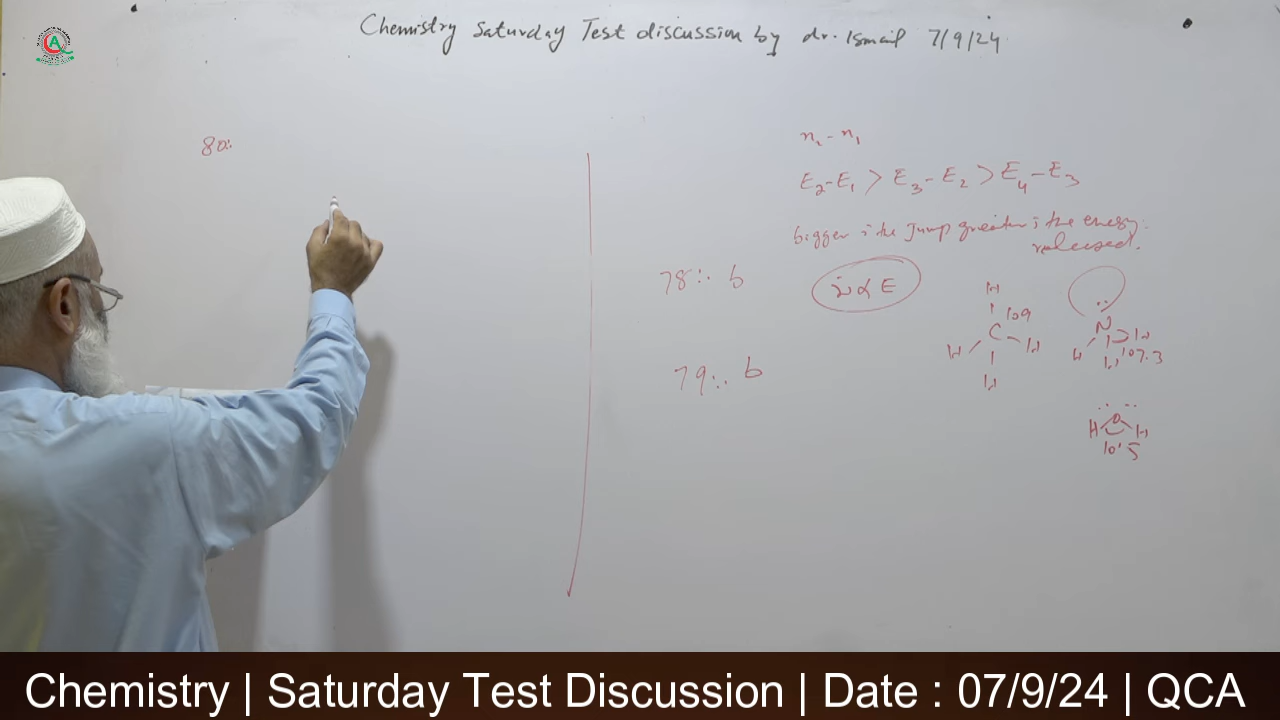 Chemistry Saturday Test discussion by dr. Ismail 7/9/24
80:
n₂ - n₁
E₂-E₁ > E₃-E₂ > E₄-E₃
bigger is the Jump greater is the energy released.
78:. b
ν̄ α E
79:. b
H
C 109
H H
H
N
H H
H 107.3
O
H H
105
Chemistry | Saturday Test Discussion | Date : 07/9/24 | QCA